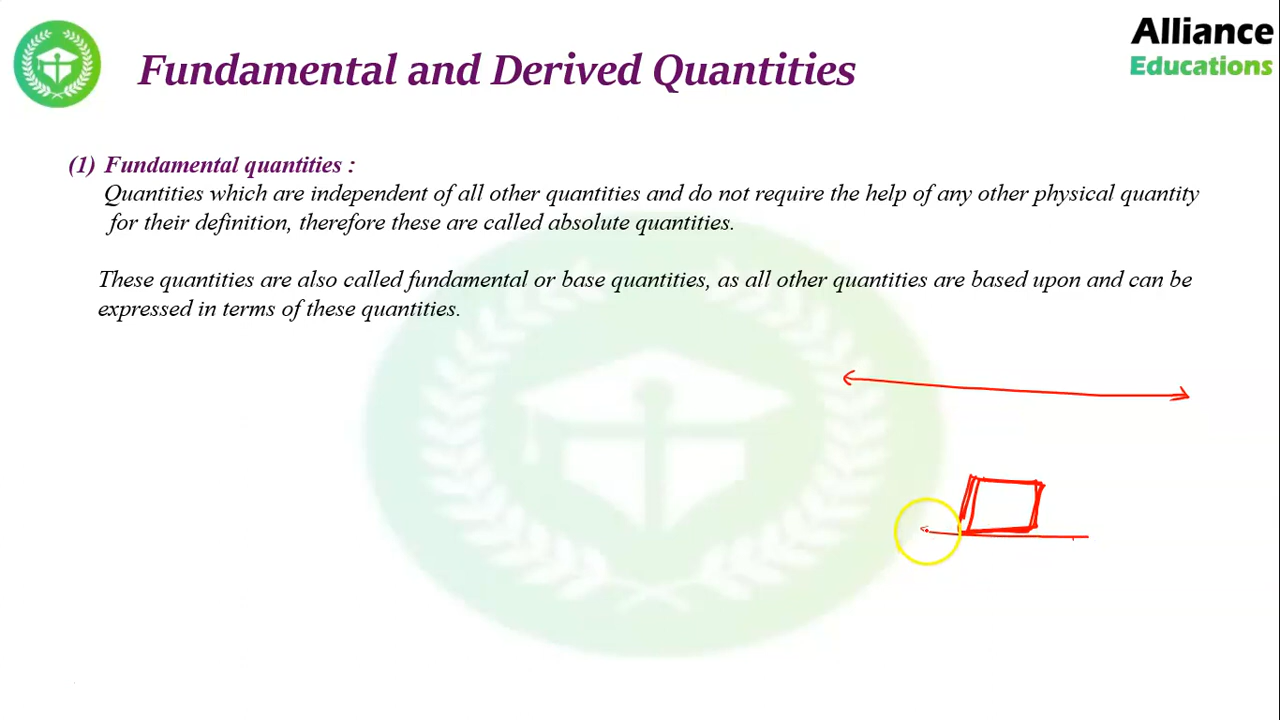 Alliance
Educations
Fundamental and Derived Quantities
(1) Fundamental quantities :
Quantities which are independent of all other quantities and do not require the help of any other physical quantity
for their definition, therefore these are called absolute quantities.
These quantities are also called fundamental or base quantities, as all other quantities are based upon and can be
expressed in terms of these quantities.